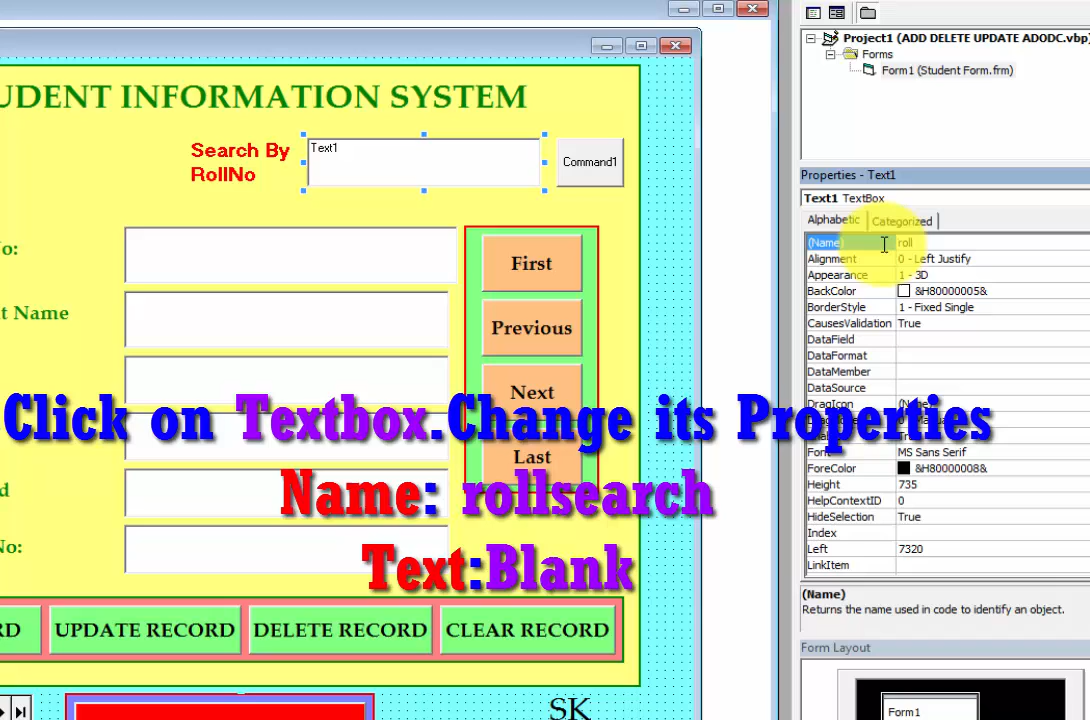 UDENT INFORMATION SYSTEM
Search By
RollNo
Text1
Command1
o:
t Name
d
No:
First
Previous
Next
Last
RD
UPDATE RECORD
DELETE RECORD
CLEAR RECORD
SK
Click on Textbox.Change its Properties
Name: rollsearch
Text:Blank
Project1 (ADD DELETE UPDATE ADODC.vbp)
Forms
Form1 (Student Form.frm)
Properties - Text1
Text1 TextBox
Alphabetic Categorized
(Name) roll
Alignment 0 - Left Justify
Appearance 1 - 3D
BackColor &H80000005&
BorderStyle 1 - Fixed Single
CausesValidation True
DataField
DataFormat
DataMember
DataSource
DragIcon
Font MS Sans Serif
ForeColor &H80000008&
Height 735
HelpContextID 0
HideSelection True
Index
Left 7320
LinkItem
(Name)
Returns the name used in code to identify an object.
Form Layout
Form1